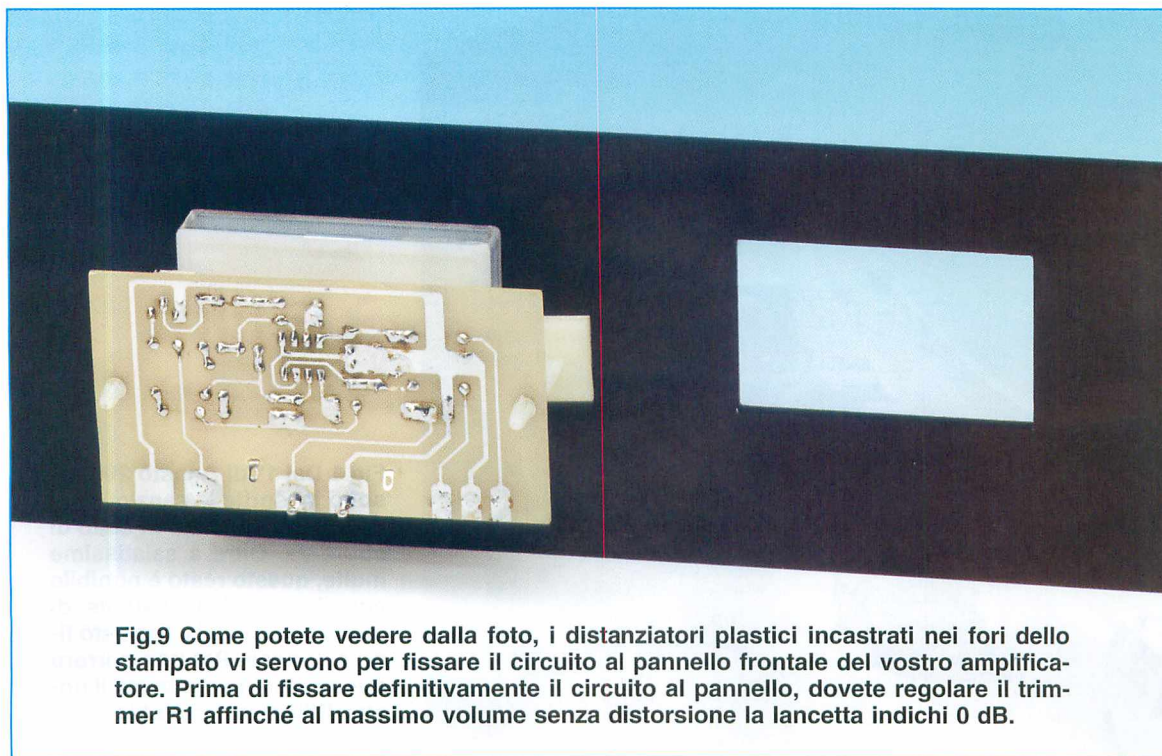 Fig.9 Come potete vedere dalla foto, i distanziatori plastici incastrati nei fori dello
stampato vi servono per fissare il circuito al pannello frontale del vostro amplifica-
tore. Prima di fissare definitivamente il circuito al pannello, dovete regolare il trim-
mer R1 affinché al massimo volume senza distorsione la lancetta indichi 0 dB.